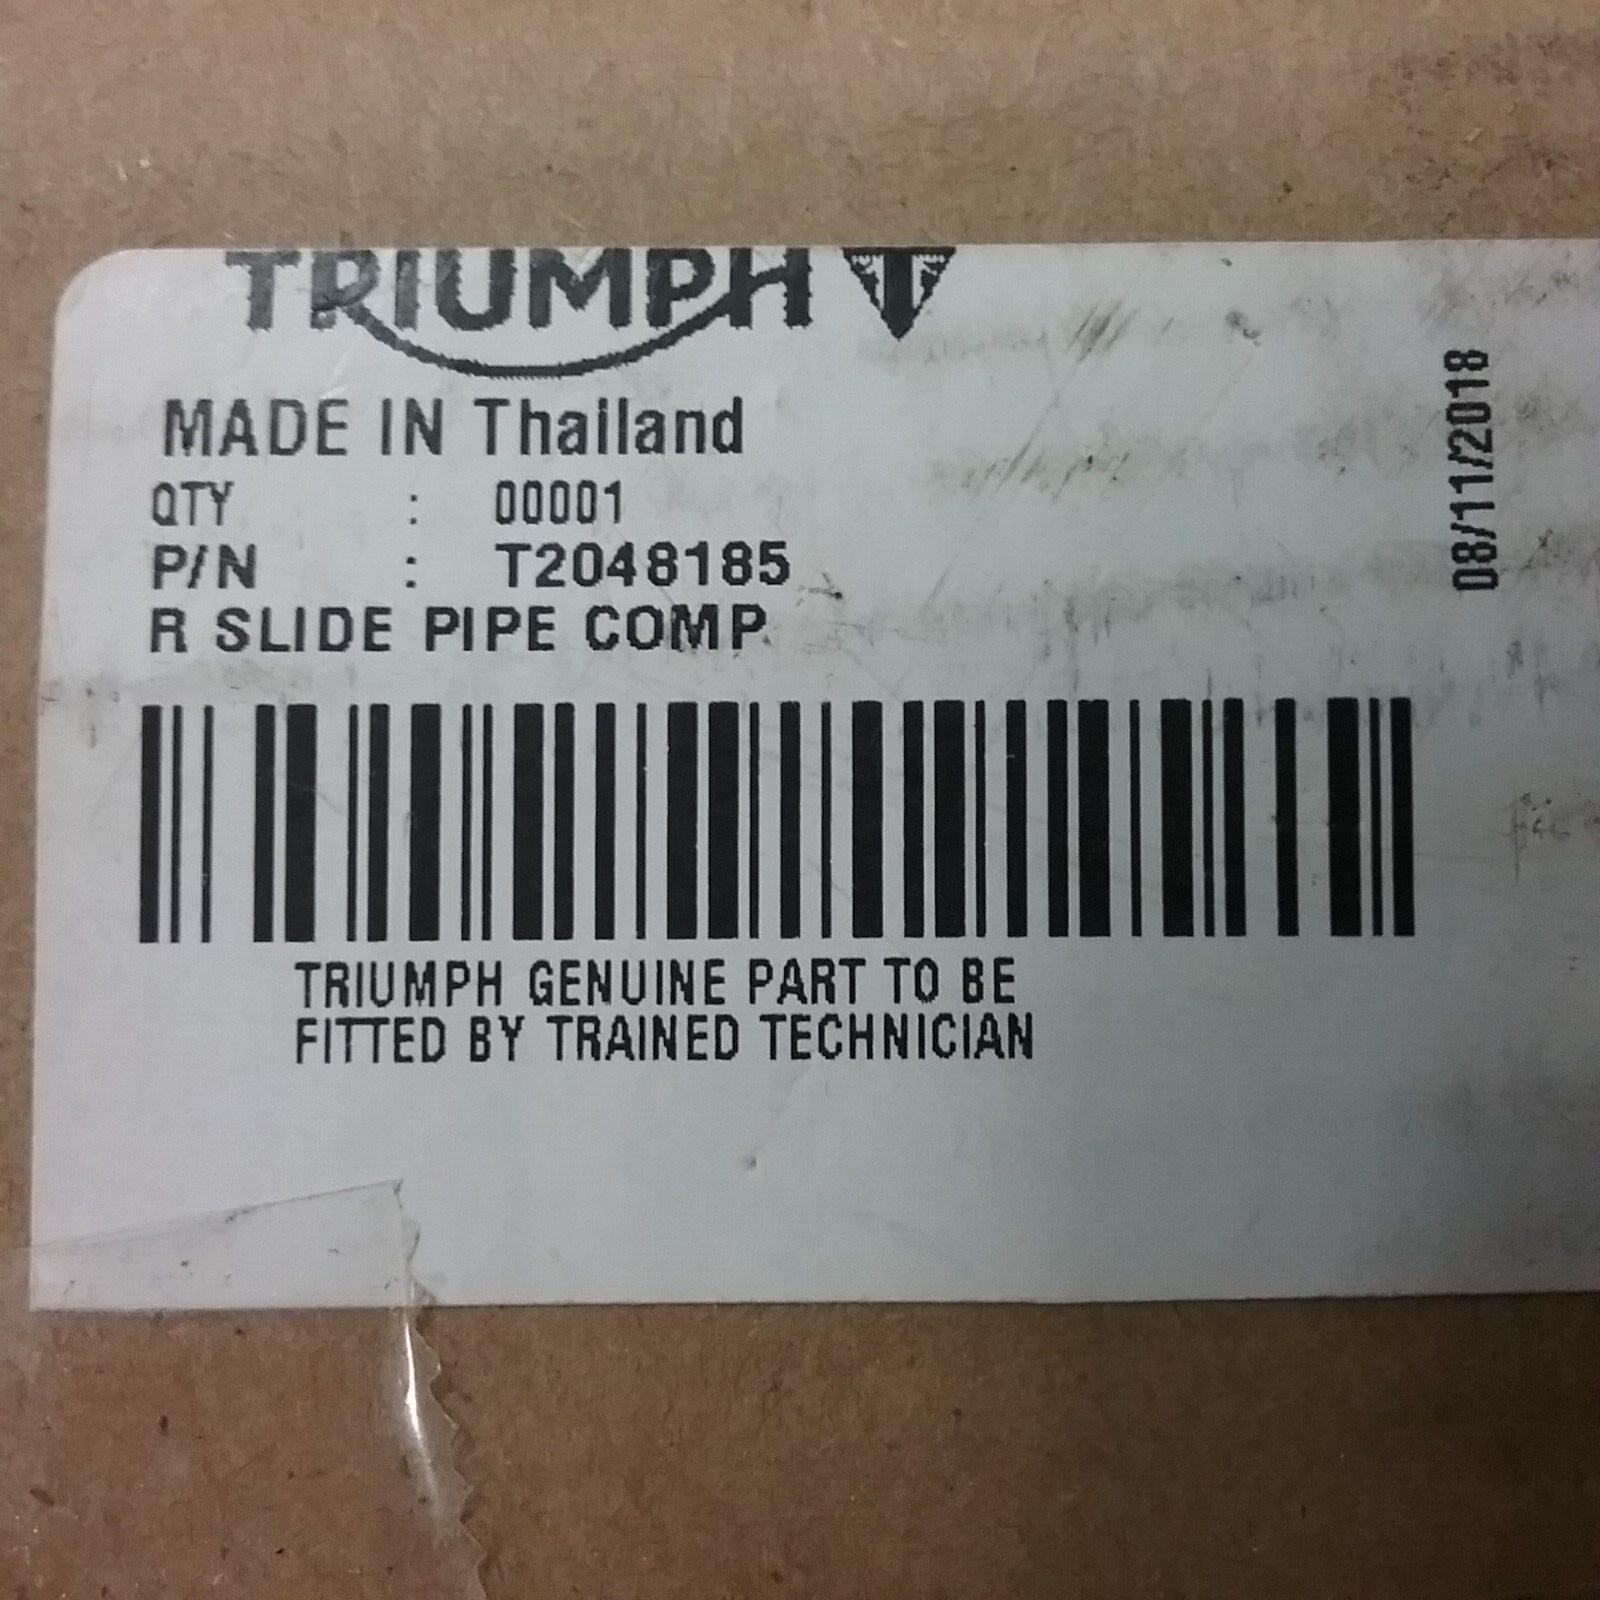 TRIUMPH
MADE IN Thailand
QTY : 00001
P/N : T2048185
R SLIDE PIPE COMP
08/11/2018
TRIUMPH GENUINE PART TO BE
FITTED BY TRAINED TECHNICIAN